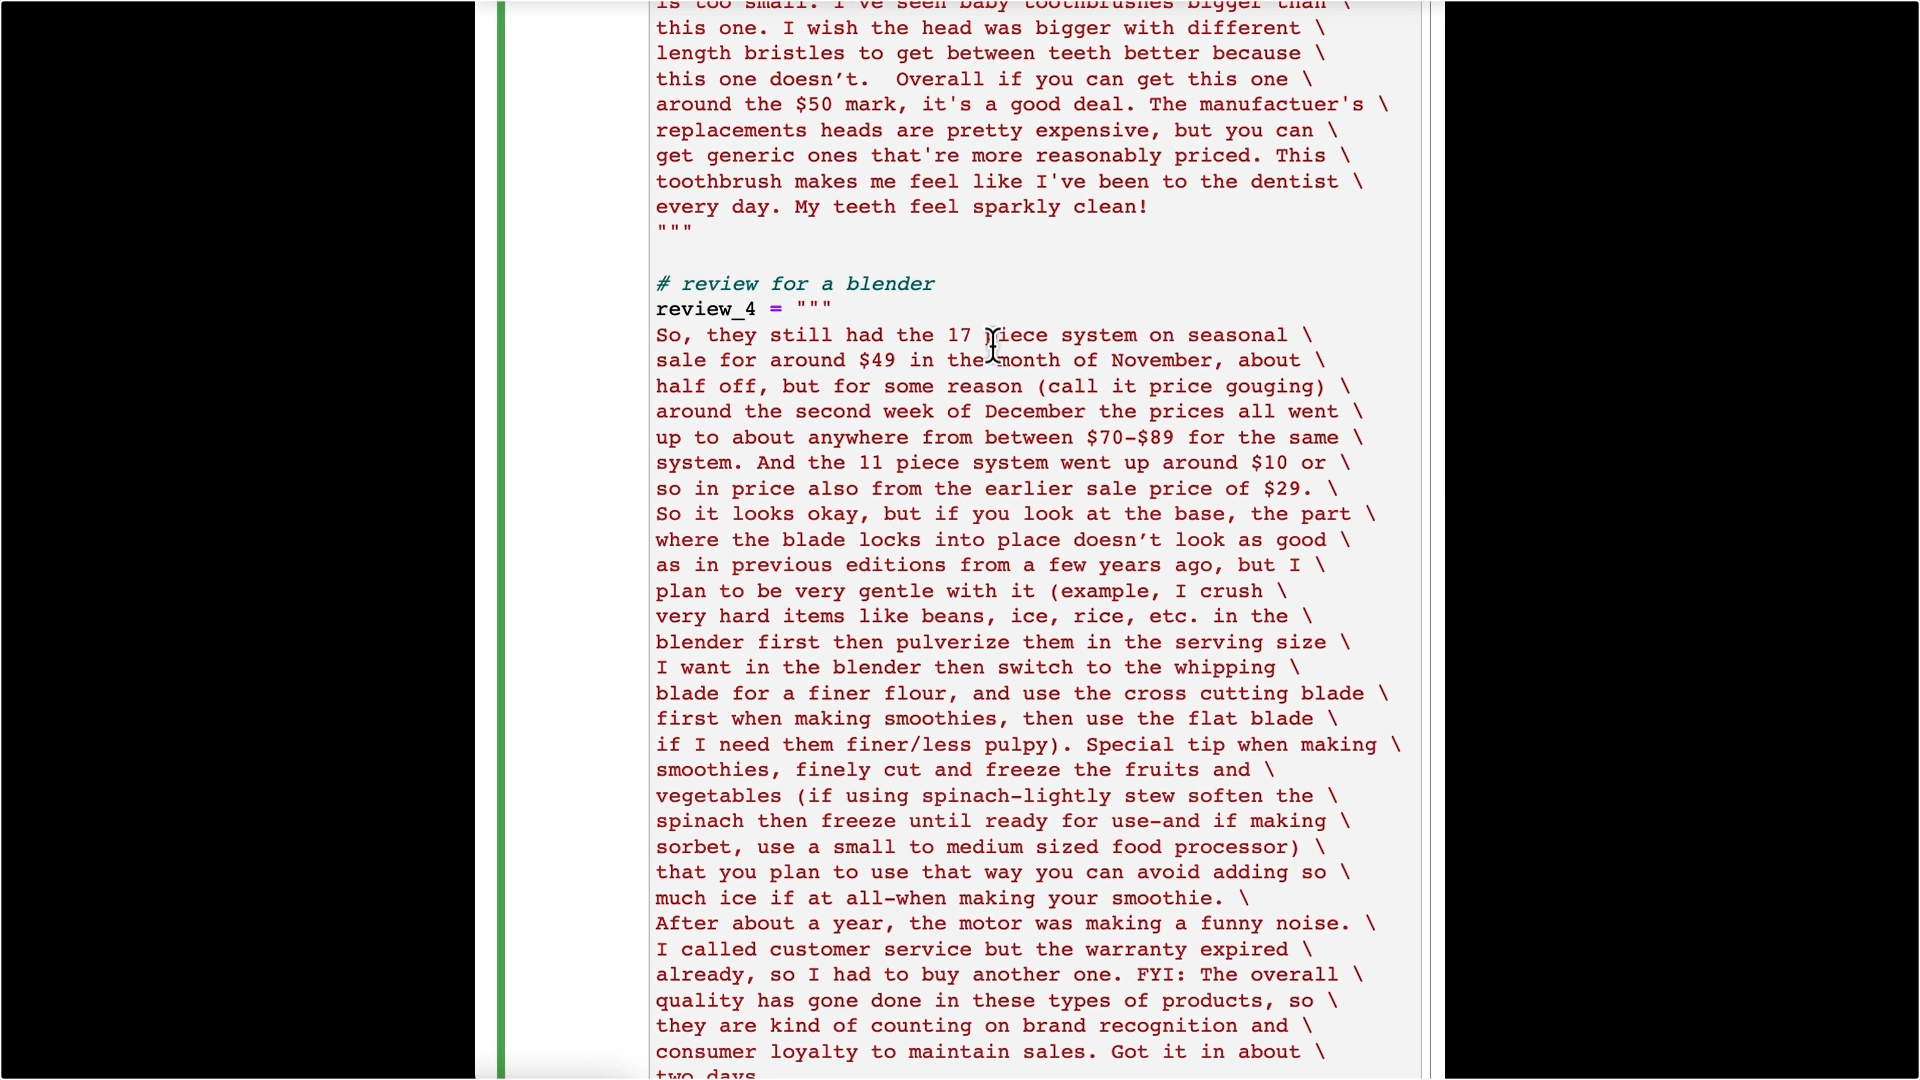 is too small. I've seen baby toothbrushes bigger than \
this one. I wish the head was bigger with different \
length bristles to get between teeth better because \
this one doesn’t.  Overall if you can get this one \
around the $50 mark, it's a good deal. The manufactuer's \
replacements heads are pretty expensive, but you can \
get generic ones that're more reasonably priced. This \
toothbrush makes me feel like I've been to the dentist \
every day. My teeth feel sparkly clean!
"""
# review for a blender
review_4 = """
So, they still had the 17 piece system on seasonal \
sale for around $49 in the month of November, about \
half off, but for some reason (call it price gouging) \
around the second week of December the prices all went \
up to about anywhere from between $70-$89 for the same \
system. And the 11 piece system went up around $10 or \
so in price also from the earlier sale price of $29. \
So it looks okay, but if you look at the base, the part \
where the blade locks into place doesn’t look as good \
as in previous editions from a few years ago, but I \
plan to be very gentle with it (example, I crush \
very hard items like beans, ice, rice, etc. in the \
blender first then pulverize them in the serving size \
I want in the blender then switch to the whipping \
blade for a finer flour, and use the cross cutting blade \
first when making smoothies, then use the flat blade \
if I need them finer/less pulpy). Special tip when making \
smoothies, finely cut and freeze the fruits and \
vegetables (if using spinach-lightly stew soften the \
spinach then freeze until ready for use-and if making \
sorbet, use a small to medium sized food processor) \
that you plan to use that way you can avoid adding so \
much ice if at all-when making your smoothie. \
After about a year, the motor was making a funny noise. \
I called customer service but the warranty expired \
already, so I had to buy another one. FYI: The overall \
quality has gone done in these types of products, so \
they are kind of counting on brand recognition and \
consumer loyalty to maintain sales. Got it in about \
two days.